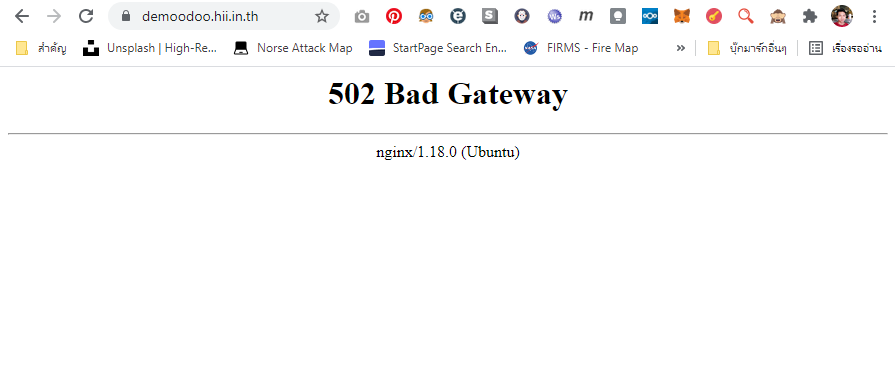 demoodoo.hii.in.th
สำคัญ Unsplash | High-Re... Norse Attack Map StartPage Search En... NASA FIRMS - Fire Map » บุ๊กมาร์กอื่นๆ เรื่องรออ่าน
502 Bad Gateway
nginx/1.18.0 (Ubuntu)